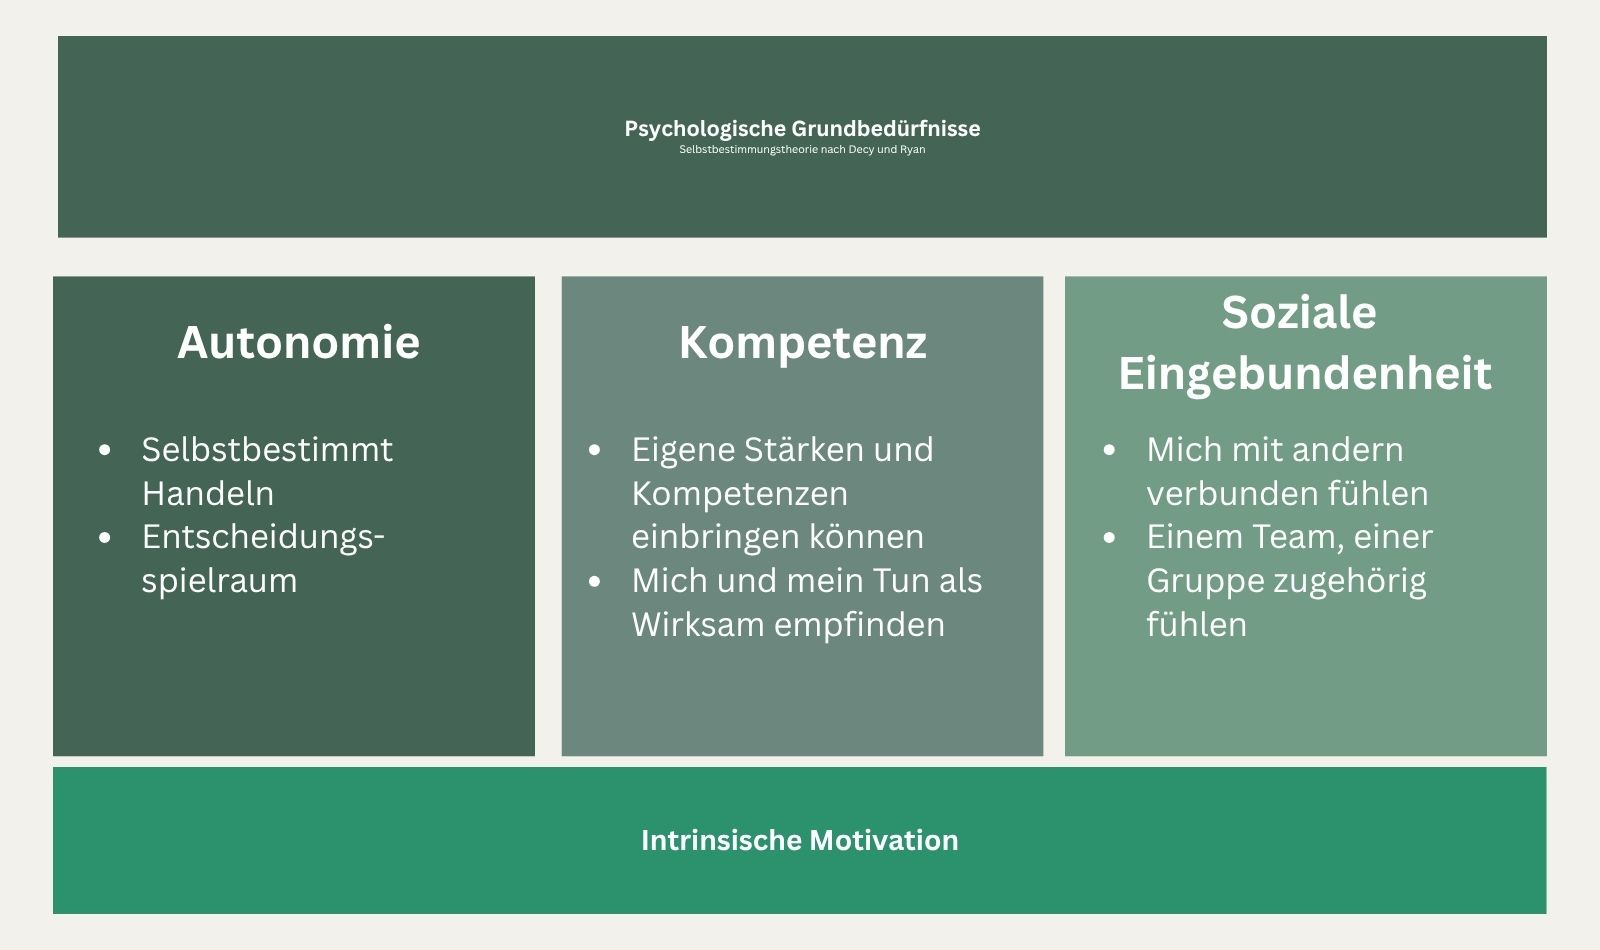 Psychologische Grundbedürfnisse
Selbstbestimmungstheorie nach Decy und Ryan
Autonomie
• Selbstbestimmt
Handeln
• Entscheidungs-
spielraum
Kompetenz
• Eigene Stärken und
Kompetenzen
einbringen können
• Mich und mein Tun als
Wirksam empfinden
Soziale
Eingebundenheit
• Mich mit andern
verbunden fühlen
• Einem Team, einer
Gruppe zugehörig
fühlen
Intrinsische Motivation